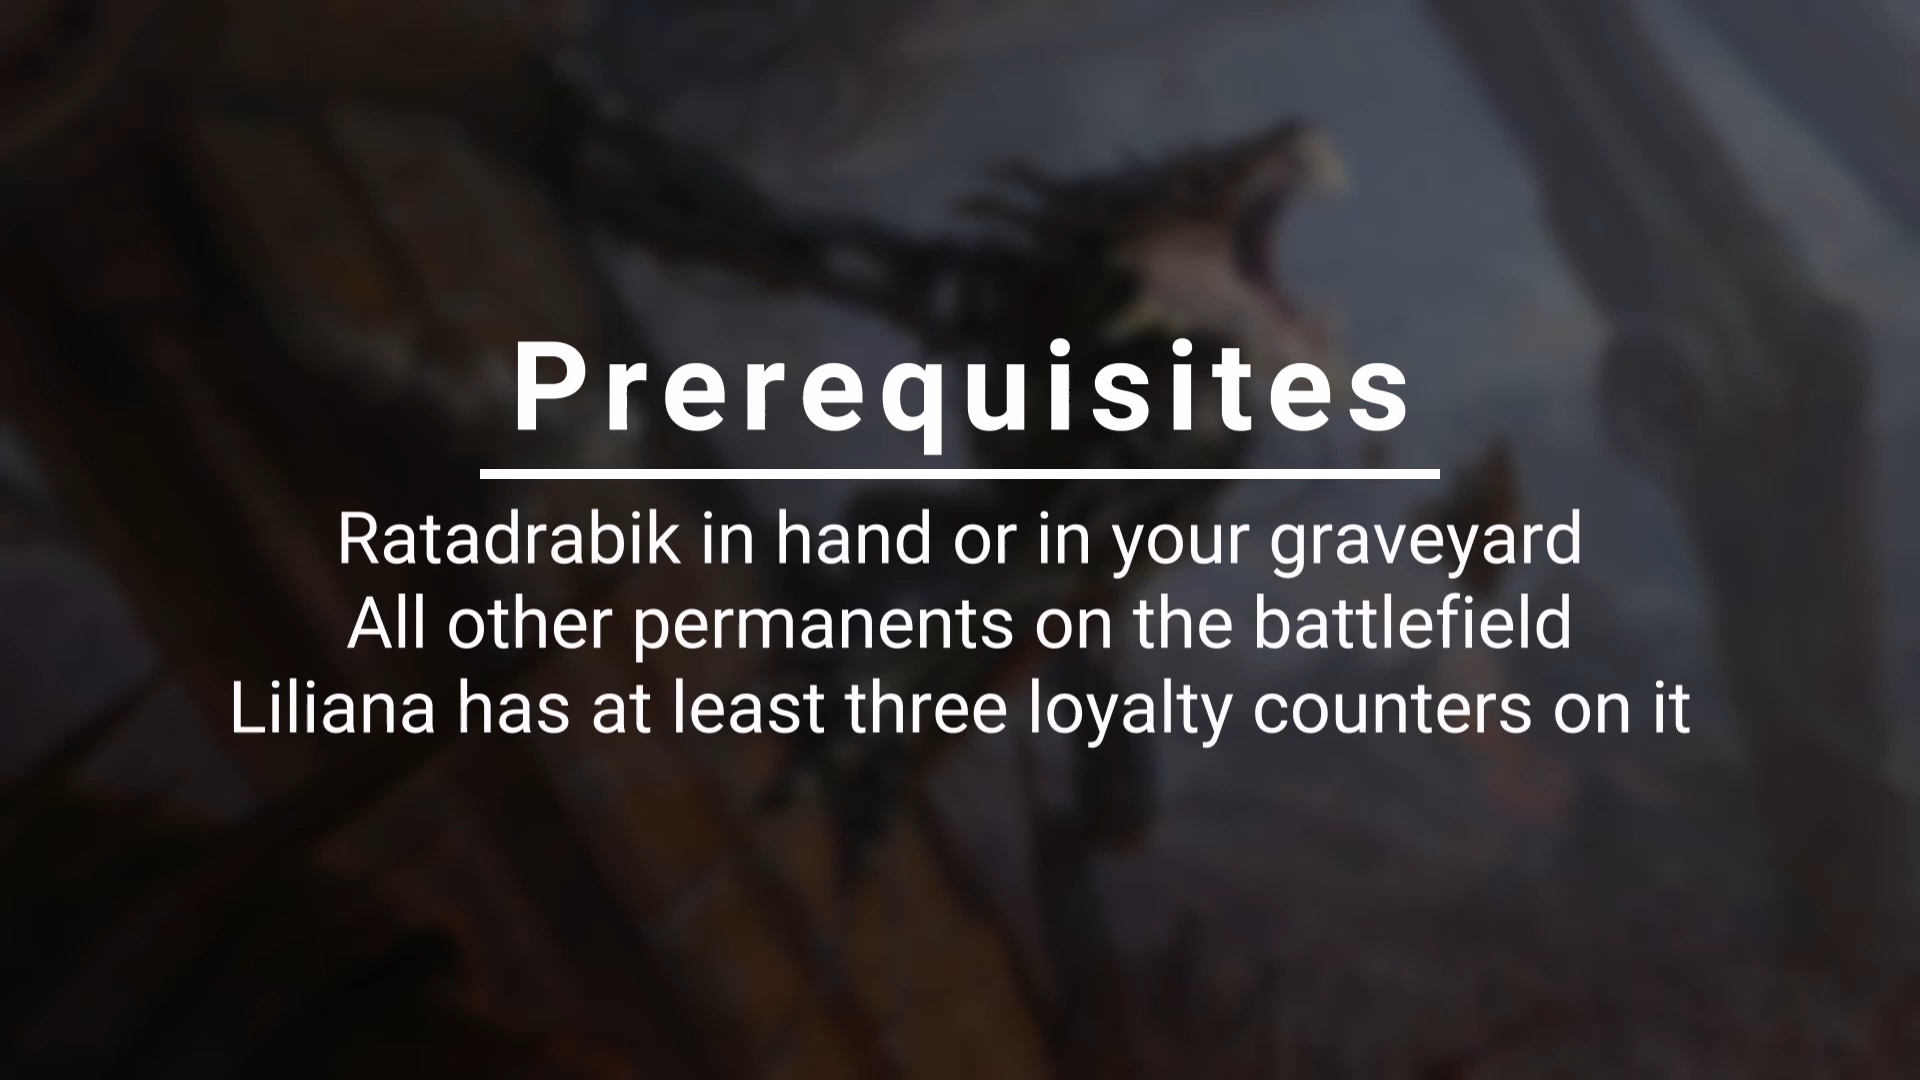 Prerequisites
Ratadrabik in hand or in your graveyard
All other permanents on the battlefield
Liliana has at least three loyalty counters on it